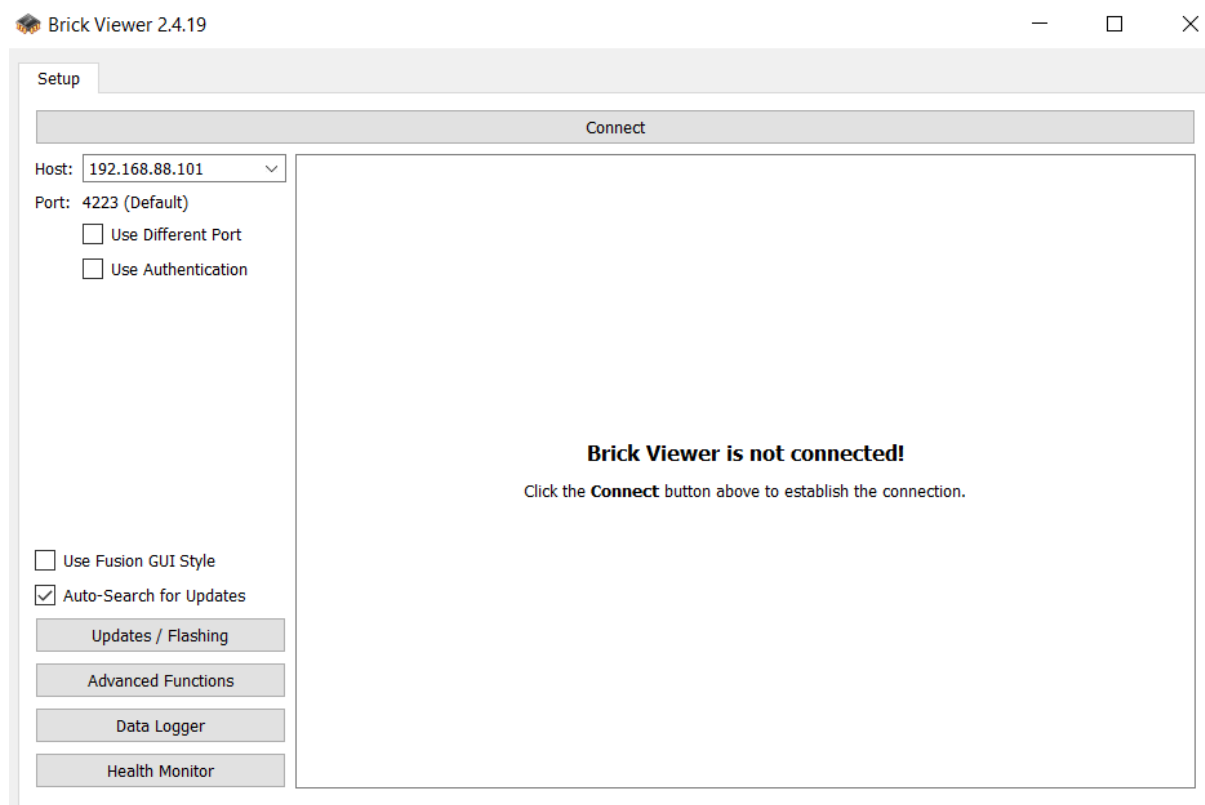 Brick Viewer 2.4.19
Setup
Connect
Host: 192.168.88.101
Port: 4223 (Default)
Use Different Port
Use Authentication
Brick Viewer is not connected!
Click the Connect button above to establish the connection.
Use Fusion GUI Style
Auto-Search for Updates
Updates / Flashing
Advanced Functions
Data Logger
Health Monitor